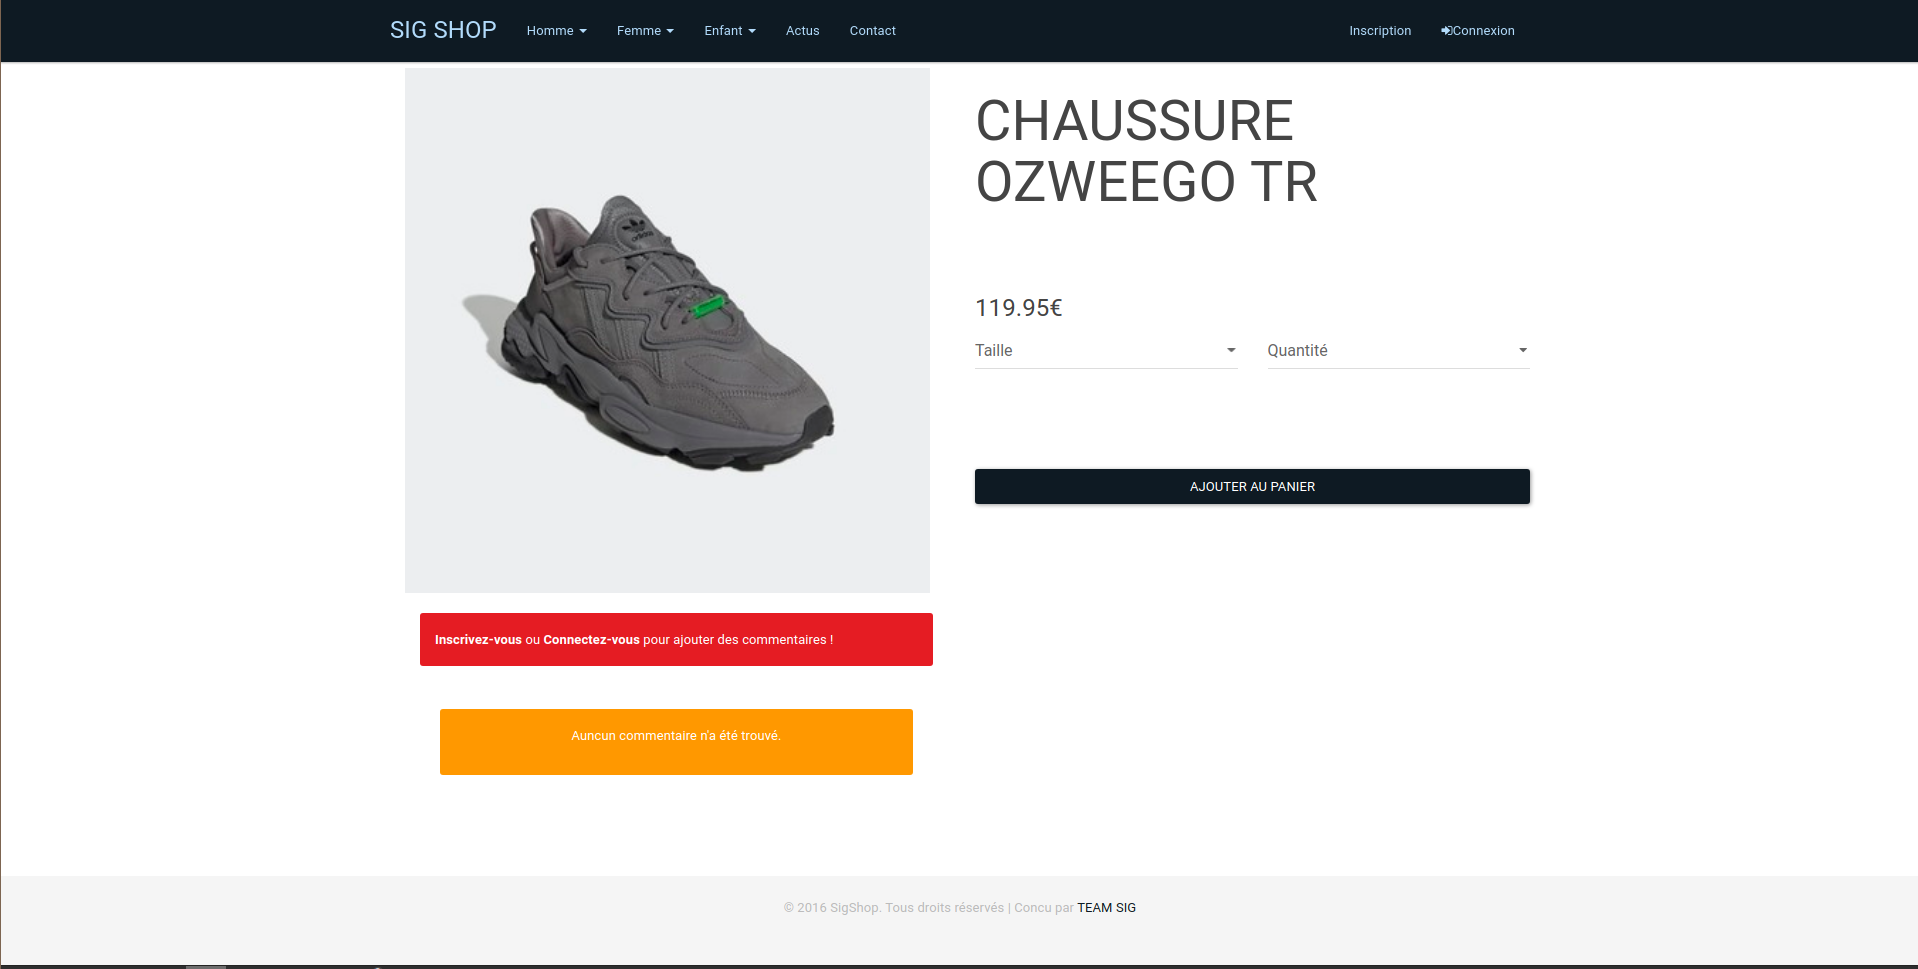 SIG SHOP Homme Femme Enfant Actus Contact Inscription Connexion
CHAUSSURE
OZWEEGO TR
adidas
119.95€
Taille Quantité
AJOUTER AU PANIER
Inscrivez-vous ou Connectez-vous pour ajouter des commentaires !
Auncun commentaire n'a été trouvé.
© 2016 SigShop. Tous droits réservés | Concu par TEAM SIG